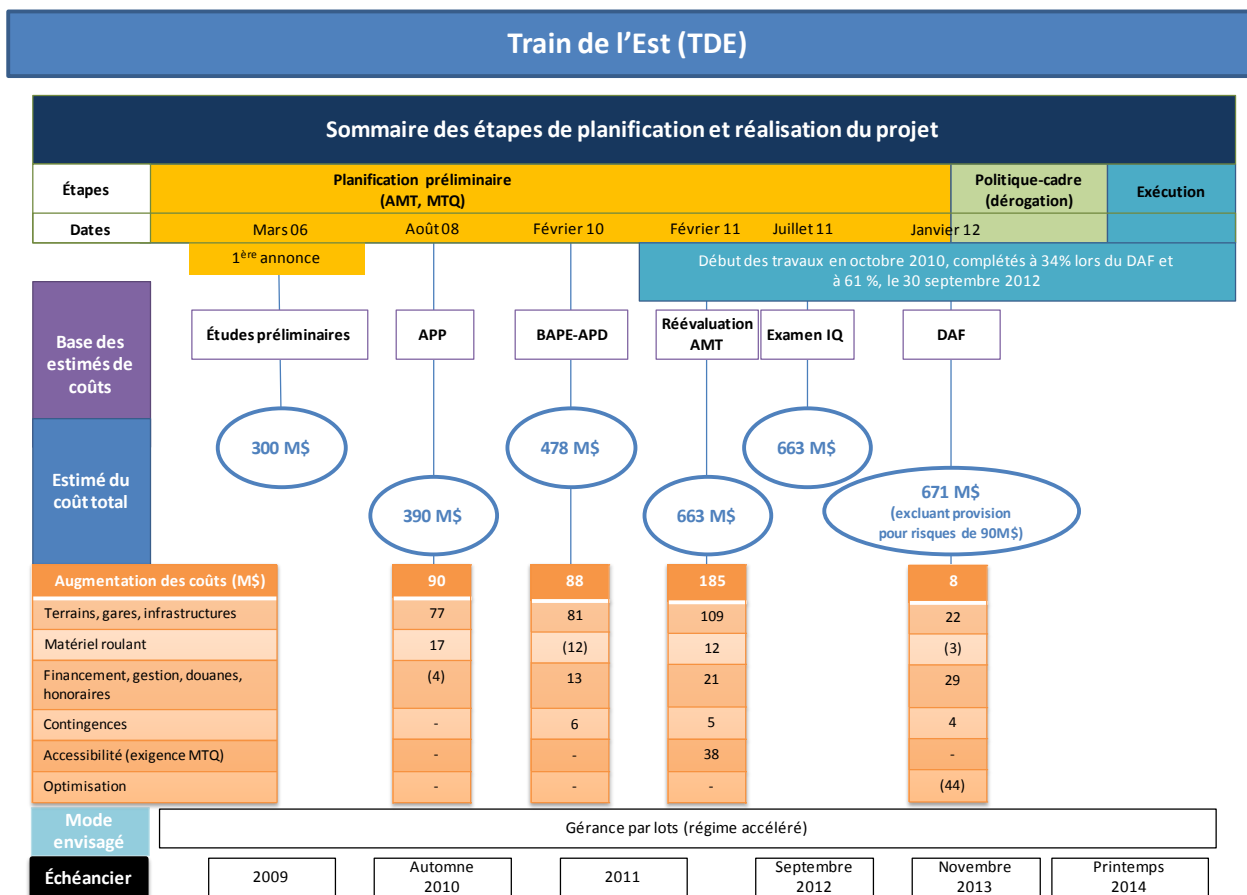 Train de l'Est (TDE)
Sommaire des étapes de planification et réalisation du projet
Étapes
Planification préliminaire
(AMT, MTQ)
Politique-cadre
(dérogation)
Exécution
Dates
Mars 06
Août 08
Février 10
Février 11
Juillet 11
Janvier 12
1ère annonce
Début des travaux en octobre 2010, complétés à 34% lors du DAF et
à 61 %, le 30 septembre 2012
Base des
estimés de
coûts
Études préliminaires
APP
BAPE-APD
Réévaluation
AMT
Examen IQ
DAF
Estimé du
coût total
300 M$
390 M$
478 M$
663 M$
663 M$
671 M$
(excluant provision
pour risques de 90M$)
Augmentation des coûts (M$) 90 88 185 8
Terrains, gares, infrastructures 77 81 109 22
Matériel roulant 17 (12) 12 (3)
Financement, gestion, douanes,
honoraires
(4) 13 21 29
Contingences - 6 5 4
Accessibilité (exigence MTQ) - - 38 -
Optimisation - - - (44)
Mode
envisagé
Gérance par lots (régime accéléré)
Échéancier
2009
Automne
2010
2011
Septembre
2012
Novembre
2013
Printemps
2014